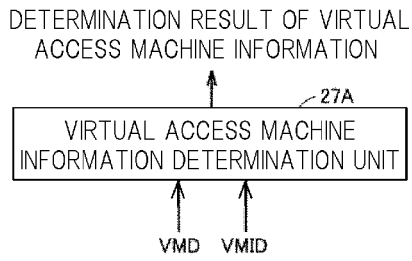 DETERMINATION RESULT OF VIRTUAL
ACCESS MACHINE INFORMATION
27A
VIRTUAL ACCESS MACHINE
INFORMATION DETERMINATION UNIT
VMD VMID